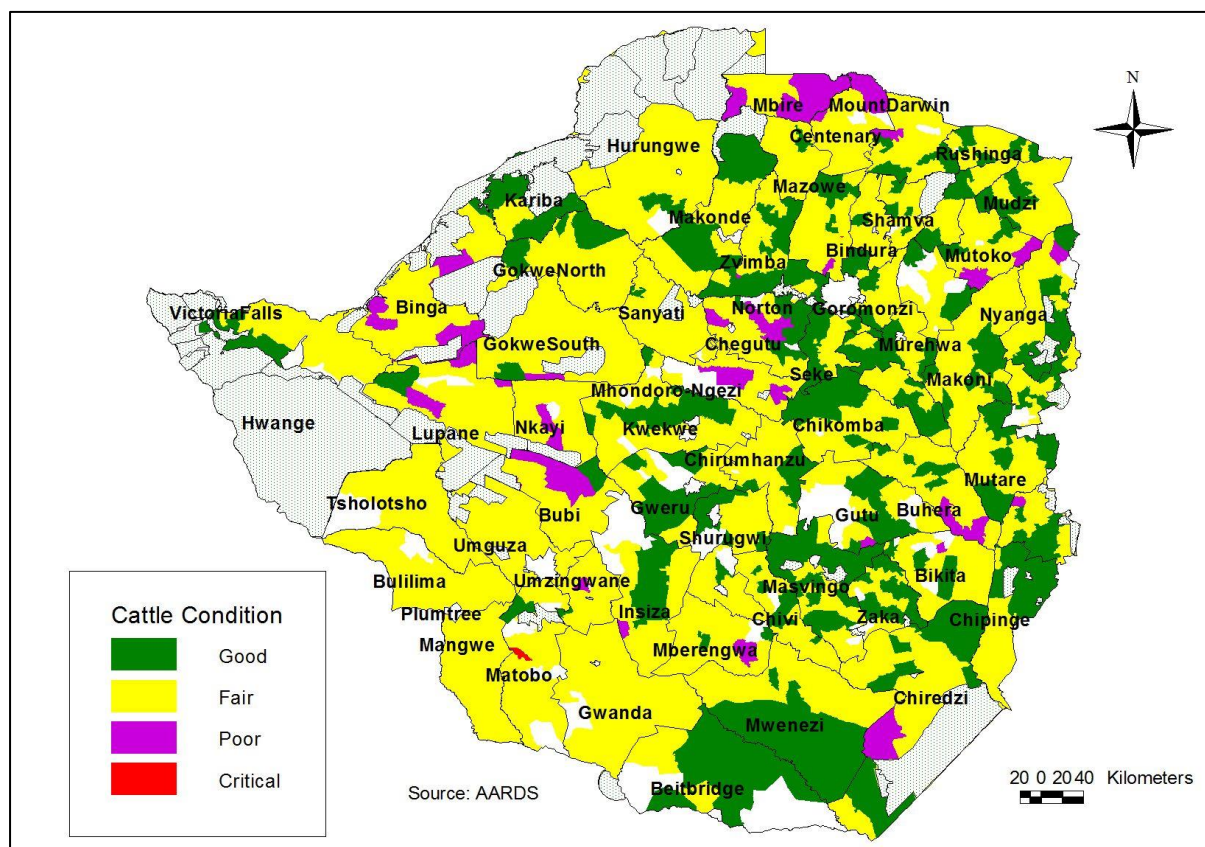 N
Mbire
MountDarwin
Centenary
Hurungwe
Rushinga
Kariba
Mazowe
Mudzi
Makonde
Shamva
Bindura
Mutoko
Zvimba
GokweNorth
Binga
VictoriaFalls
Sanyati
Norton
Goromonzi
Nyanga
GokweSouth
Chegutu
Murehwa
Seke
Makoni
Mhondoro-Ngezi
Hwange
Lupane
Nkayi
Kwekwe
Chikomba
Chirumhanzu
Mutare
Tsholotsho
Bubi
Gweru
Gutu
Buhera
Shurugwi
Umguza
Bulilima
Umzingwane
Masvingo
Bikita
Plumtree
Insiza
Chivi
Zaka
Chipinge
Mangwe
Mberengwa
Matobo
Chiredzi
Gwanda
Mwenezi
Beitbridge
Cattle Condition
Good
Fair
Poor
Critical
Source: AARDS
20 0 20 40 Kilometers